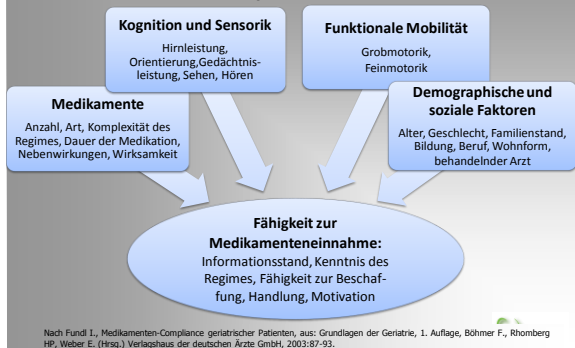 Kognition und Sensorik
Hirnleistung,
Orientierung,Gedächtnis-
leistung, Sehen, Hören
Funktionale Mobilität
Grobmotorik,
Feinmotorik
Medikamente
Anzahl, Art, Komplexität des
Regimes, Dauer der Medikation,
Nebenwirkungen, Wirksamkeit
Demographische und
soziale Faktoren
Alter, Geschlecht, Familienstand,
Bildung, Beruf, Wohnform,
behandelnder Arzt
Fähigkeit zur
Medikamenteneinnahme:
Informationsstand, Kenntnis des
Regimes, Fähigkeit zur Beschaf-
fung, Handlung, Motivation
Nach Fundl I., Medikamenten-Compliance geriatrischer Patienten, aus: Grundlagen der Geriatrie, 1. Auflage, Böhmer F., Rhomberg
HP, Weber E. (Hrsg.) Verlagshaus der deutschen Ärzte GmbH, 2003:87-93.